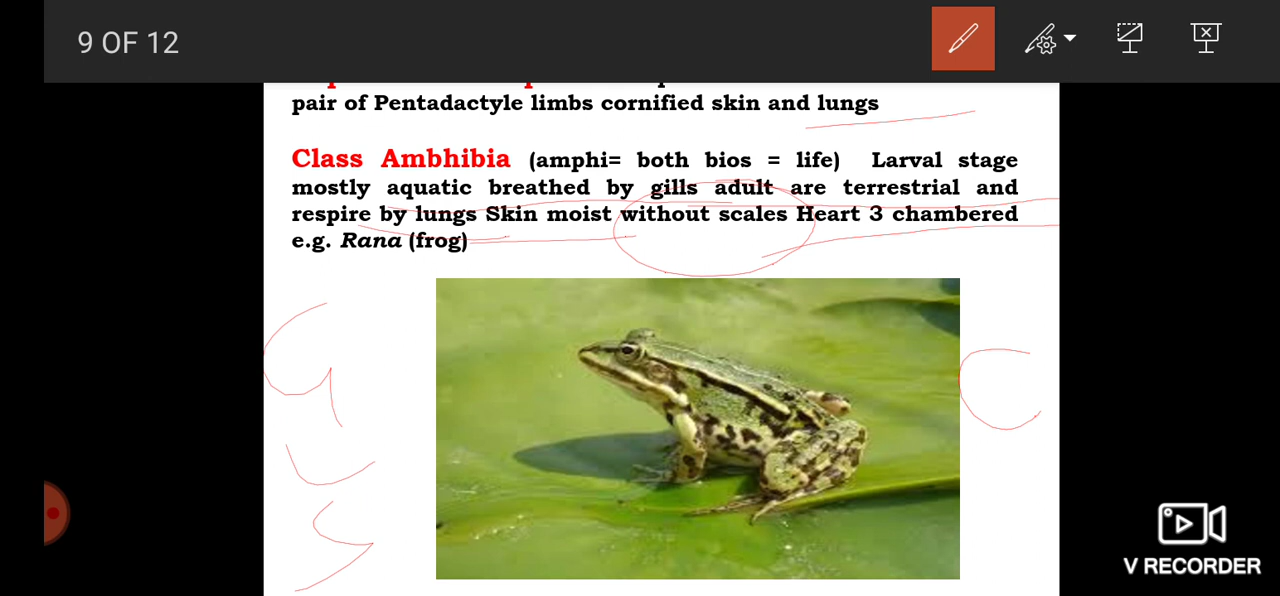 9 OF 12
pair of Pentadactyle limbs cornified skin and lungs
Class Ambhibia (amphi= both bios = life) Larval stage
mostly aquatic breathed by gills adult are terrestrial and
respire by lungs Skin moist without scales Heart 3 chambered
e.g. Rana (frog)
V RECORDER